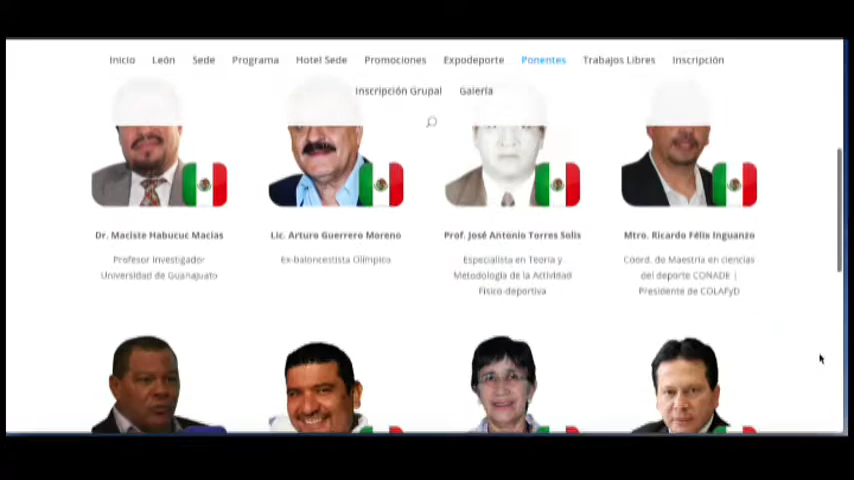 Inicio León Sede Programa Hotel Sede Promociones Expodeporte Ponentes Trabajos Libres Inscripción
Inscripción Grupal Galería
Dr. Maciste Habucuc Macías
Profesor Investigador
Universidad de Guanajuato
Lic. Arturo Guerrero Moreno
Ex-baloncestista Olímpico
Prof. José Antonio Torres Solis
Especialista en Teoría y
Metodología de la Actividad
Físico-deportiva
Mtro. Ricardo Félix Inguanzo
Coord. de Maestría en ciencias
del deporte CONADE |
Presidente de COLAFyD